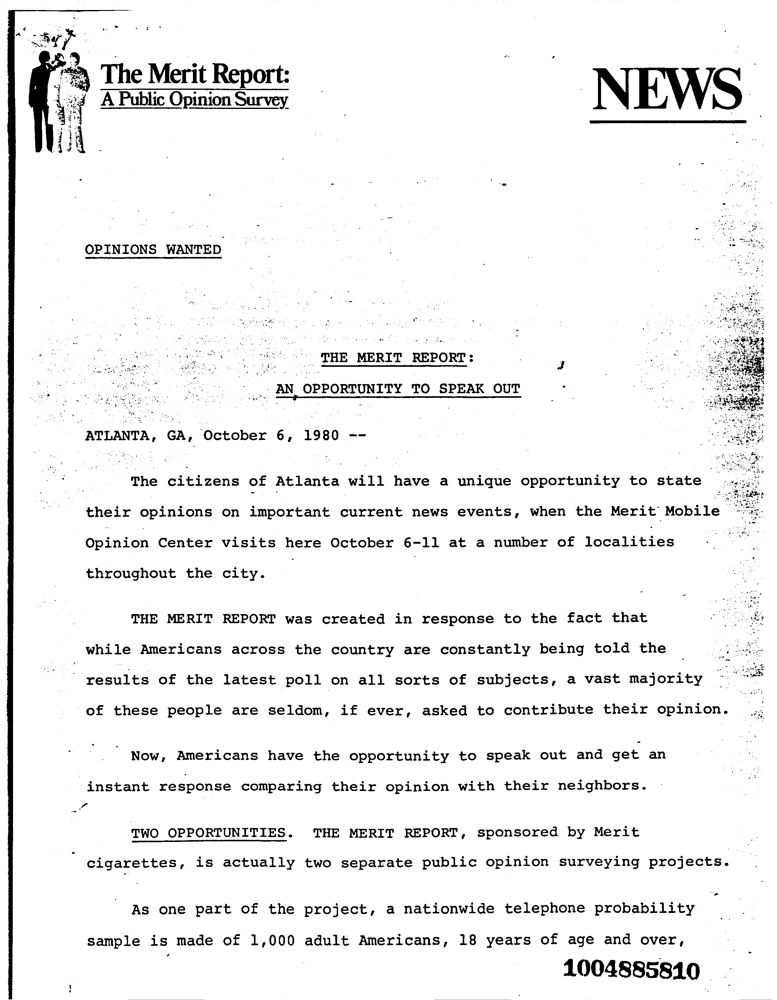 The Merit Report:
A Public Opinion Survey
NEWS
OPINIONS WANTED
THE MERIT REPORT:
AN OPPORTUNITY TO SPEAK OUT
ATLANTA, GA, October 6, 1980 --
The citizens of Atlanta will have a unique opportunity to state
their opinions on important current news events, when the Merit Mobile
Opinion Center visits here October 6-11 at a number of localities
throughout the city.
THE MERIT REPORT was created in response to the fact that
while Americans across the country are constantly being told the
results of the latest poll on all sorts of subjects, a vast majority
of these people are seldom, if ever, asked to contribute their opinion.
Now, Americans have the opportunity to speak out and get an
instant response comparing their opinion with their neighbors.
TWO OPPORTUNITIES. THE MERIT REPORT, sponsored by Merit
cigarettes, is actually two separate public opinion surveying projects.
As one part of the project, a nationwide telephone probability
sample is made of 1,000 adult Americans, 18 years of age and over,
1004885810